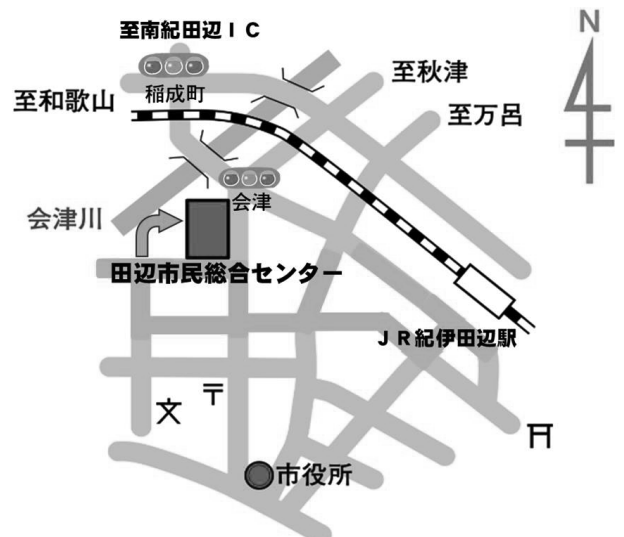 至南紀田辺IC
N
至秋津
稲成町
至和歌山
至万呂
会津
会津川
田辺市民総合センター
JR紀伊田辺駅
市役所